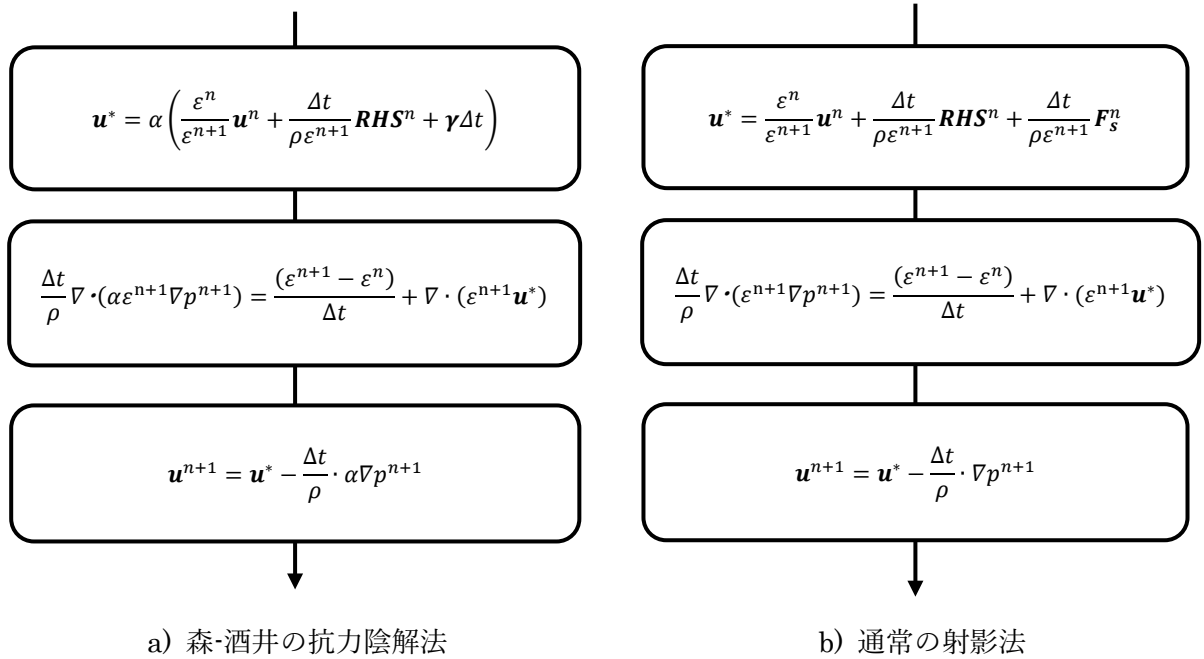 𝒖* = α(εⁿ/εⁿ⁺¹ 𝒖ⁿ + Δt/ρεⁿ⁺¹ 𝑹𝑯𝑺ⁿ + 𝜸Δt)
Δt/ρ ∇・(αεⁿ⁺¹∇pⁿ⁺¹) = (εⁿ⁺¹ − εⁿ)/Δt + ∇ · (εⁿ⁺¹𝒖*)
𝒖ⁿ⁺¹ = 𝒖* − Δt/ρ · α∇pⁿ⁺¹
a) 森-酒井の抗力陰解法
𝒖* = εⁿ/εⁿ⁺¹ 𝒖ⁿ + Δt/ρεⁿ⁺¹ 𝑹𝑯𝑺ⁿ + Δt/ρεⁿ⁺¹ 𝑭ₛⁿ
Δt/ρ ∇・(εⁿ⁺¹∇pⁿ⁺¹) = (εⁿ⁺¹ − εⁿ)/Δt + ∇ · (εⁿ⁺¹𝒖*)
𝒖ⁿ⁺¹ = 𝒖* − Δt/ρ · ∇pⁿ⁺¹
b) 通常の射影法